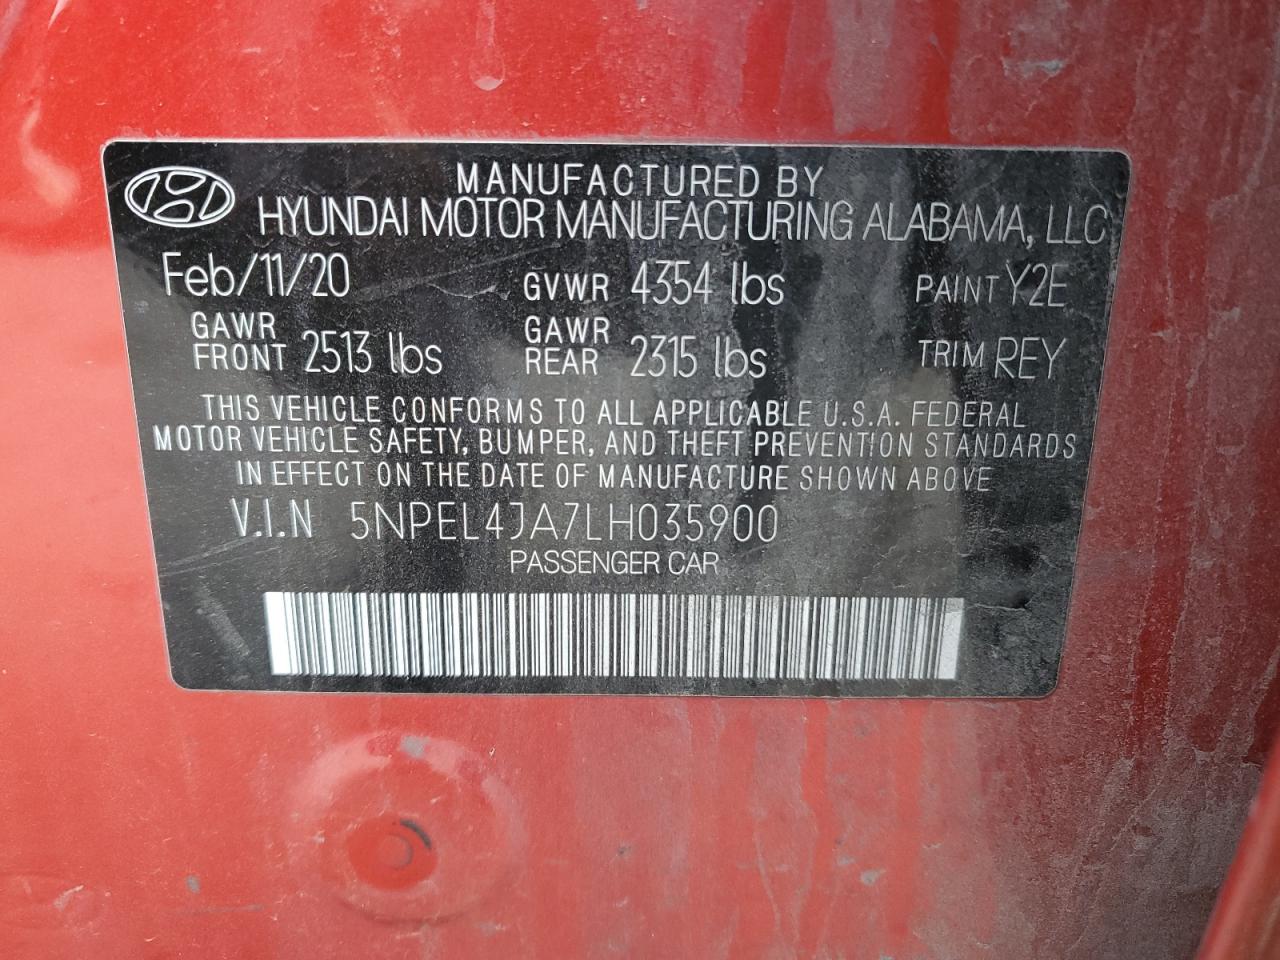 MANUFACTURED BY
HYUNDAI MOTOR MANUFACTURING ALABAMA, LLC
Feb/11/20 GVWR 4354 lbs PAINT Y2E
GAWR FRONT 2513 lbs GAWR REAR 2315 lbs TRIM REY
THIS VEHICLE CONFORMS TO ALL APPLICABLE U.S.A. FEDERAL
MOTOR VEHICLE SAFETY, BUMPER, AND THEFT PREVENTION STANDARDS
IN EFFECT ON THE DATE OF MANUFACTURE SHOWN ABOVE
V.I.N 5NPEL4JA7LH035900
PASSENGER CAR